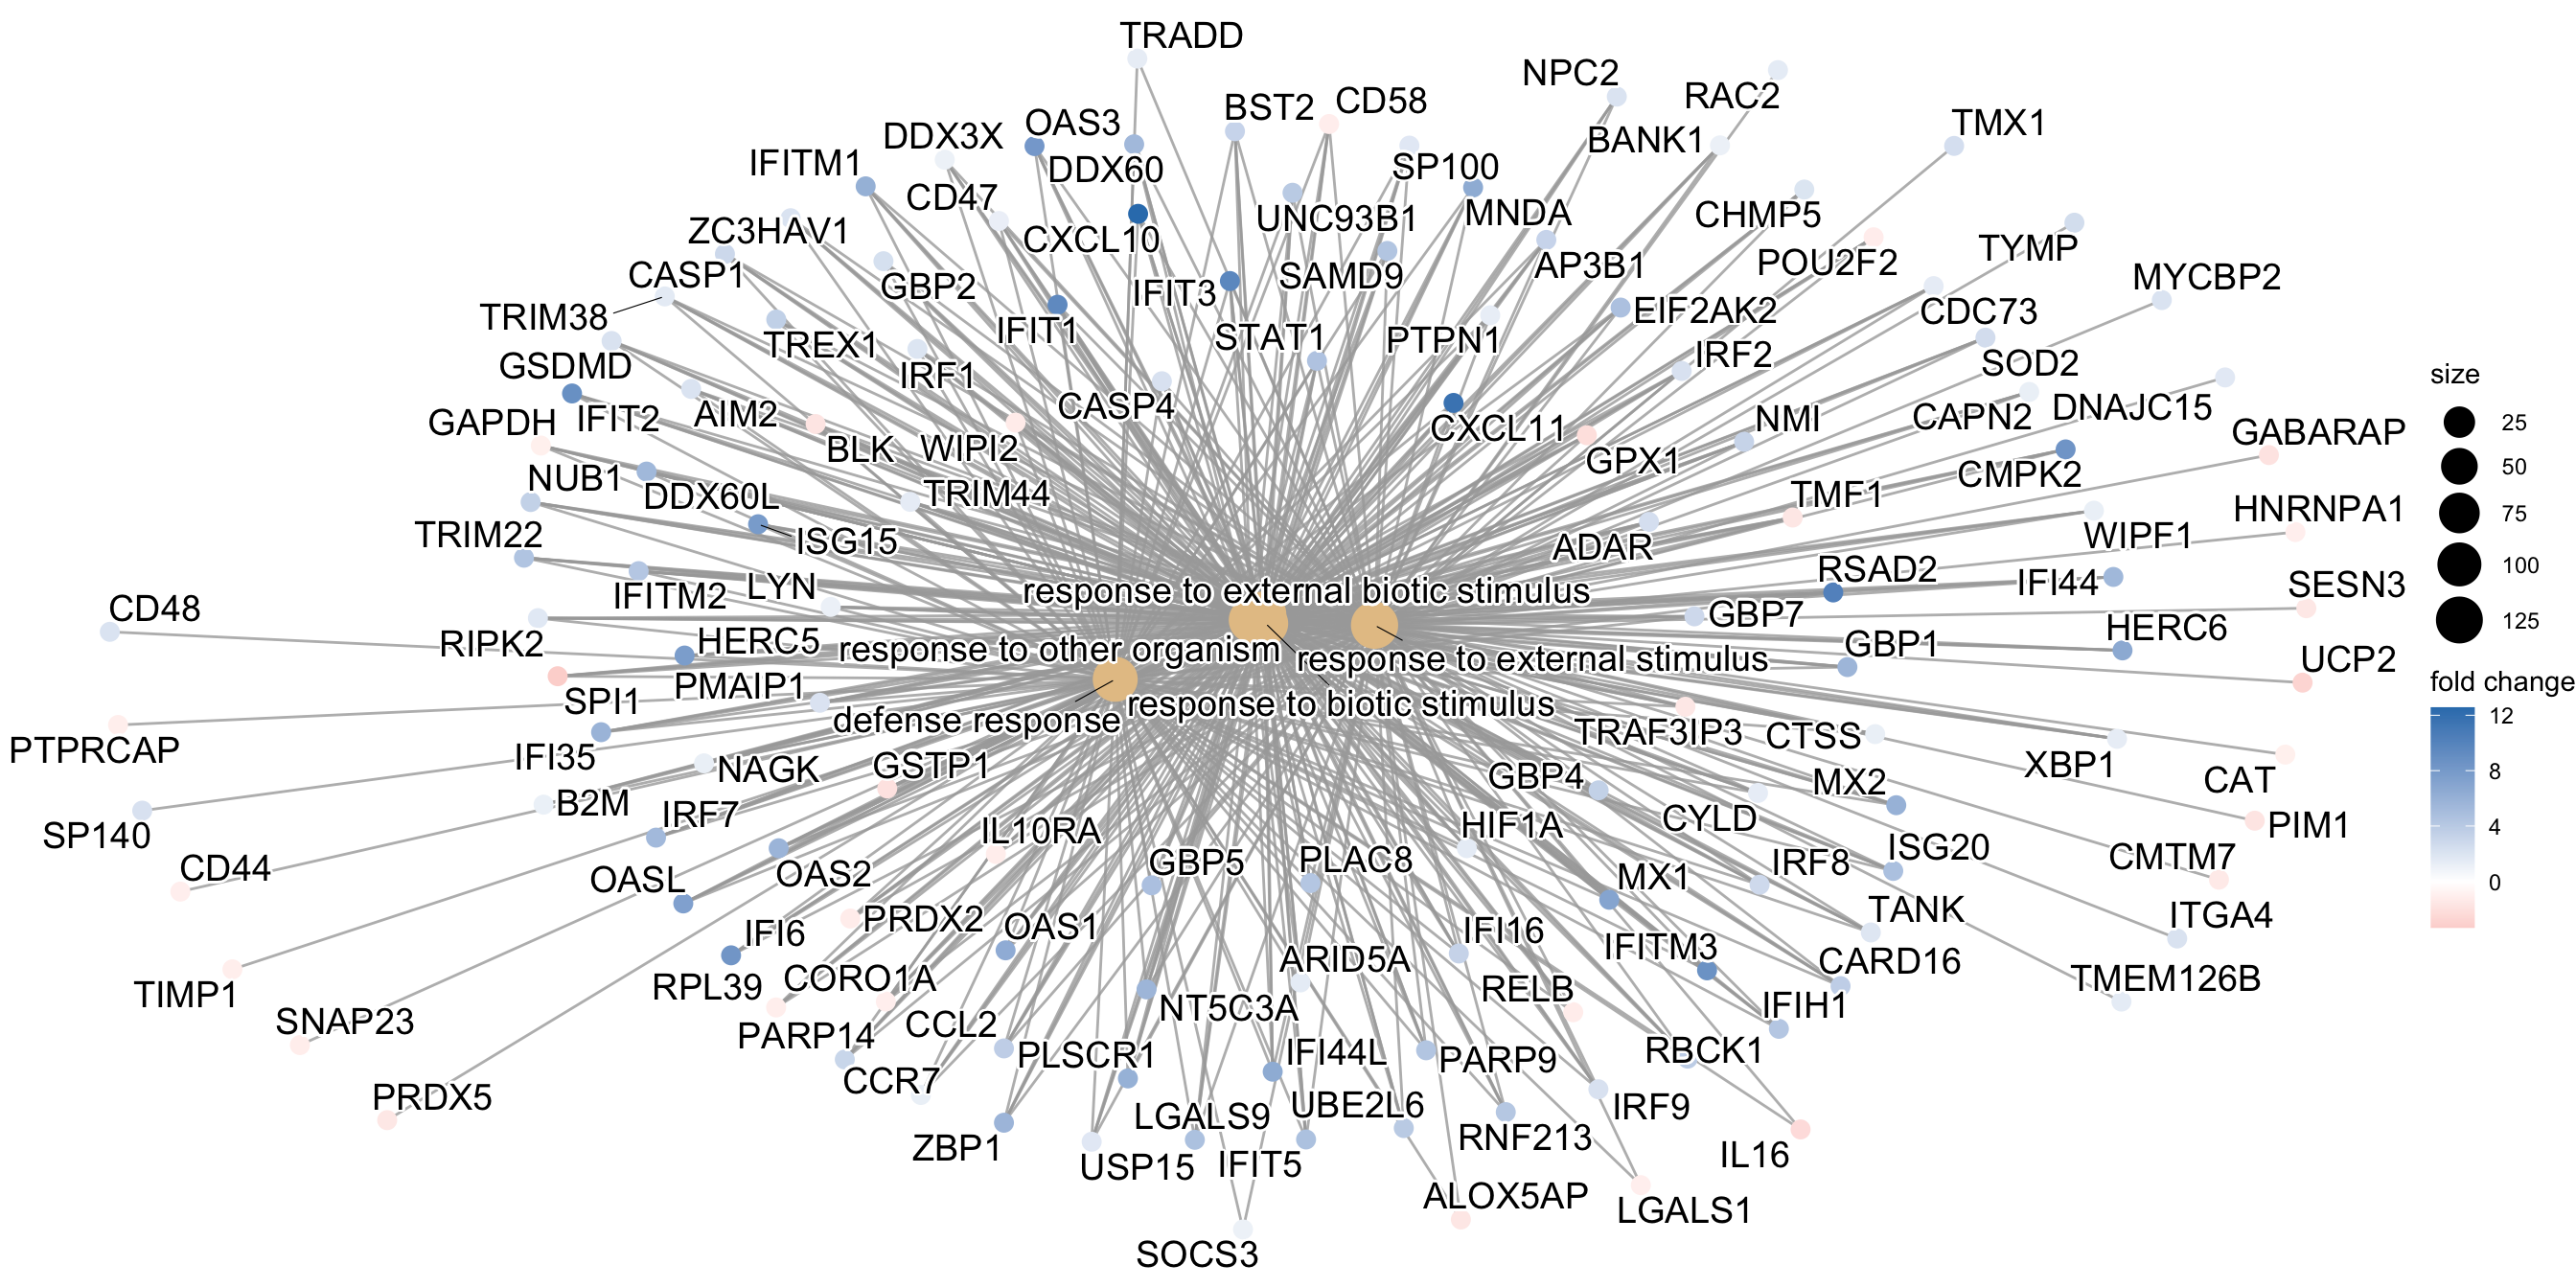 TRADD
NPC2
RAC2
BST2
CD58
OAS3
TMX1
DDX3X
BANK1
IFITM1
DDX60
SP100
CD47
UNC93B1
MNDA
CHMP5
ZC3HAV1
CXCL10
TYMP
POU2F2
AP3B1
CASP1
SAMD9
MYCBP2
GBP2
IFIT3
EIF2AK2
CDC73
TRIM38
IFIT1
STAT1
PTPN1
TREX1
IRF2
SOD2
GSDMD
IRF1
CASP4
DNAJC15
AIM2
IFIT2
CAPN2
NMI
GAPDH
CXCL11
GABARAP
BLK
WIPI2
GPX1
CMPK2
NUB1
DDX60L
TRIM44
TMF1
HNRNPA1
TRIM22
ISG15
ADAR
WIPF1
RSAD2
IFI44
SESN3
IFITM2
LYN
response to external biotic stimulus
CD48
GBP7
HERC6
RIPK2
HERC5
response to other organism
response to external stimulus
GBP1
UCP2
SPI1
PMAIP1
defense response
response to biotic stimulus
TRAF3IP3
CTSS
PTPRCAP
IFI35
NAGK
GSTP1
GBP4
MX2
XBP1
CAT
B2M
IRF7
IL10RA
HIF1A
CYLD
PIM1
SP140
CD44
OASL
OAS2
GBP5
PLAC8
MX1
IRF8
ISG20
CMTM7
PRDX2
OAS1
TANK
ITGA4
IFI6
IFI16
IFITM3
RPL39
CORO1A
ARID5A
RELB
CARD16
TMEM126B
TIMP1
SNAP23
PARP14
CCL2
NT5C3A
IFIH1
CCR7
PLSCR1
IFI44L
PARP9
RBCK1
PRDX5
LGALS9
UBE2L6
IRF9
ZBP1
USP15
IFIT5
RNF213
IL16
ALOX5AP
LGALS1
SOCS3
size
25
50
75
100
125
fold change
12
8
4
0